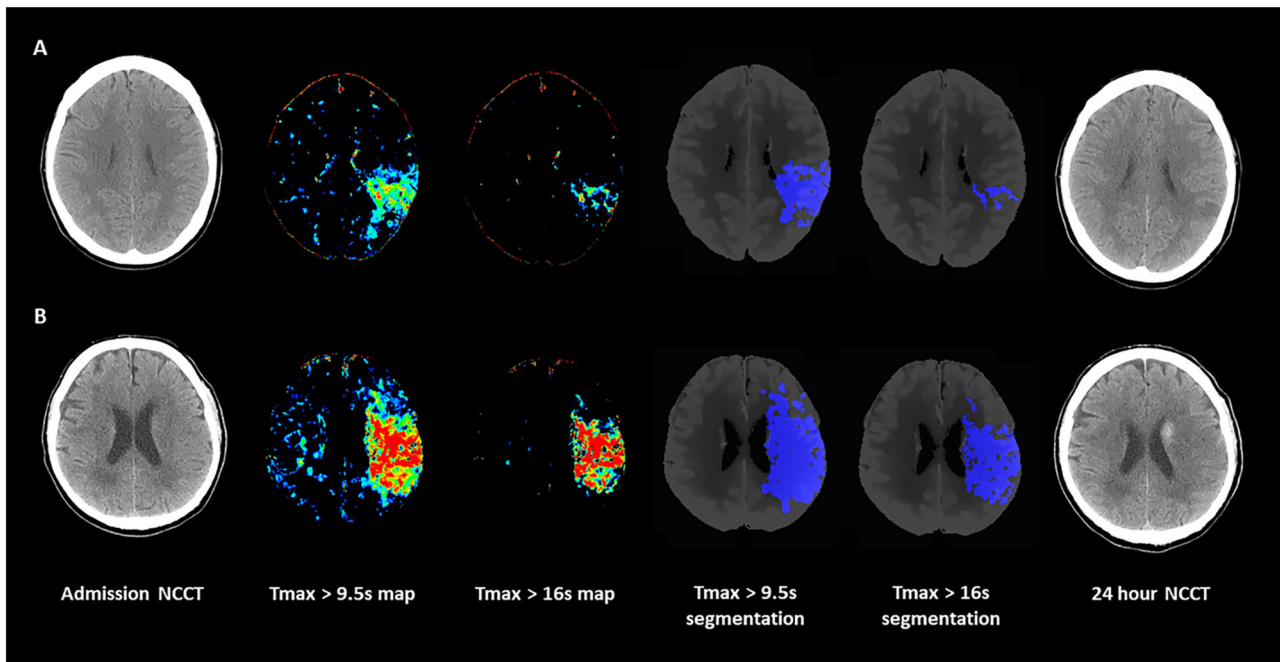 A
B
Admission NCCT
Tmax > 9.5s map
Tmax > 16s map
Tmax > 9.5s
segmentation
Tmax > 16s
segmentation
24 hour NCCT